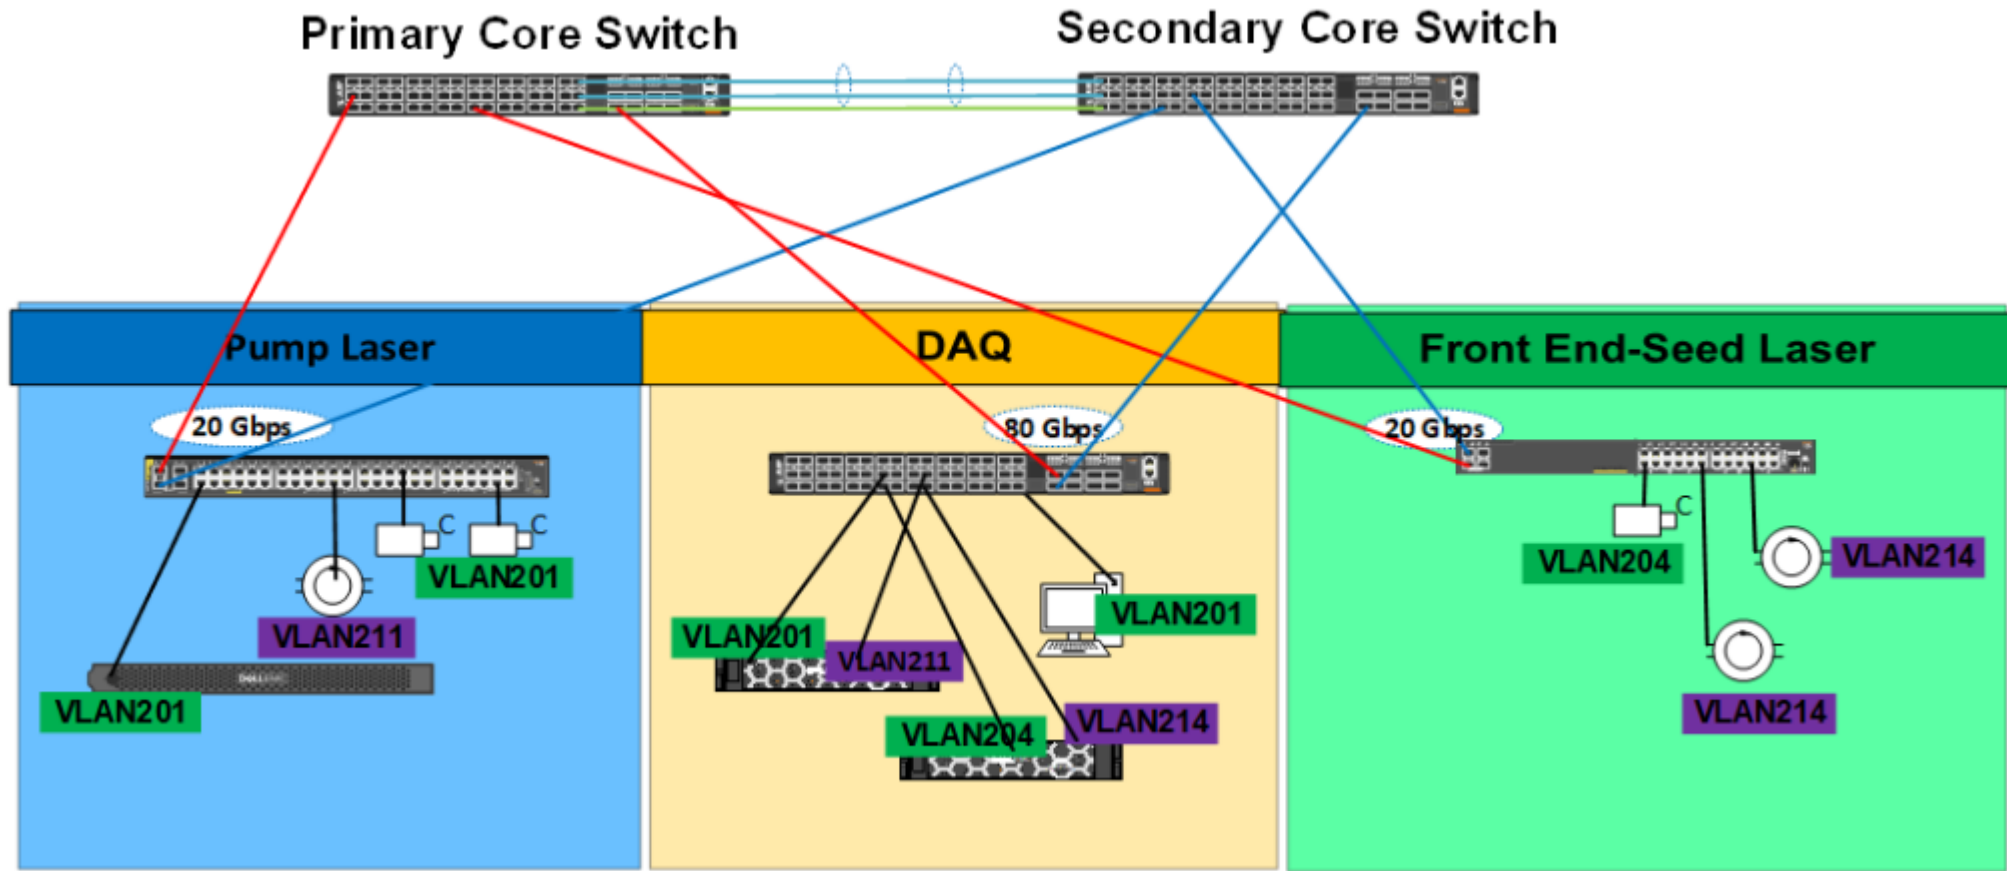 Primary Core Switch
Secondary Core Switch
Pump Laser
DAQ
Front End-Seed Laser
20 Gbps
80 Gbps
20 Gbps
C
C
VLAN201
VLAN211
VLAN201
VLAN201
VLAN211
VLAN201
VLAN204
VLAN214
C
VLAN204
VLAN214
VLAN214